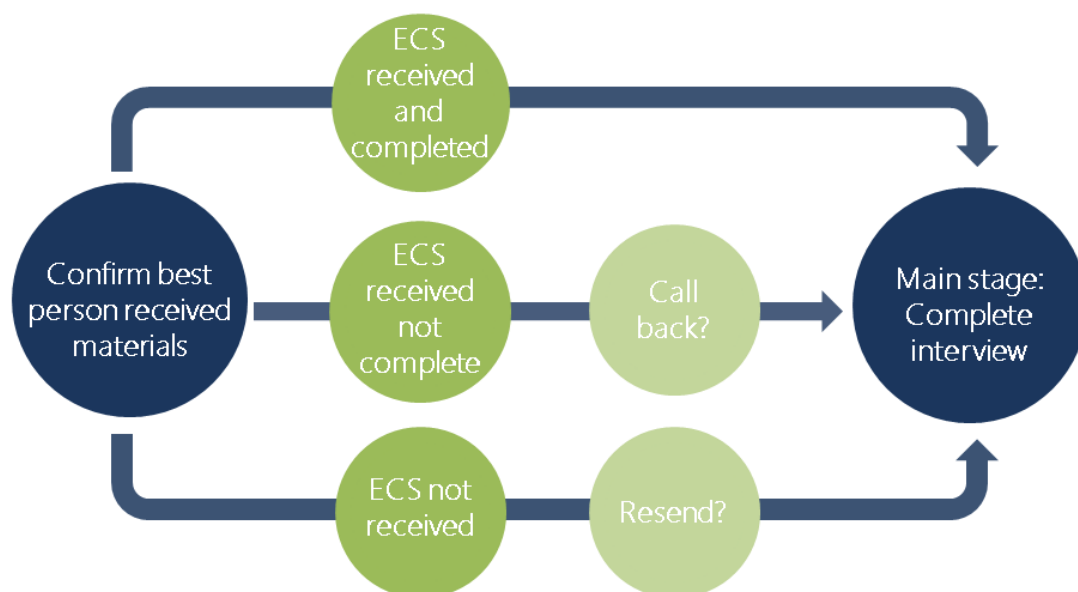 ECS
received
and
completed
Confirm best
person received
materials
ECS
received
not
complete
Call
back?
Main stage:
Complete
interview
ECS not
received
Resend?